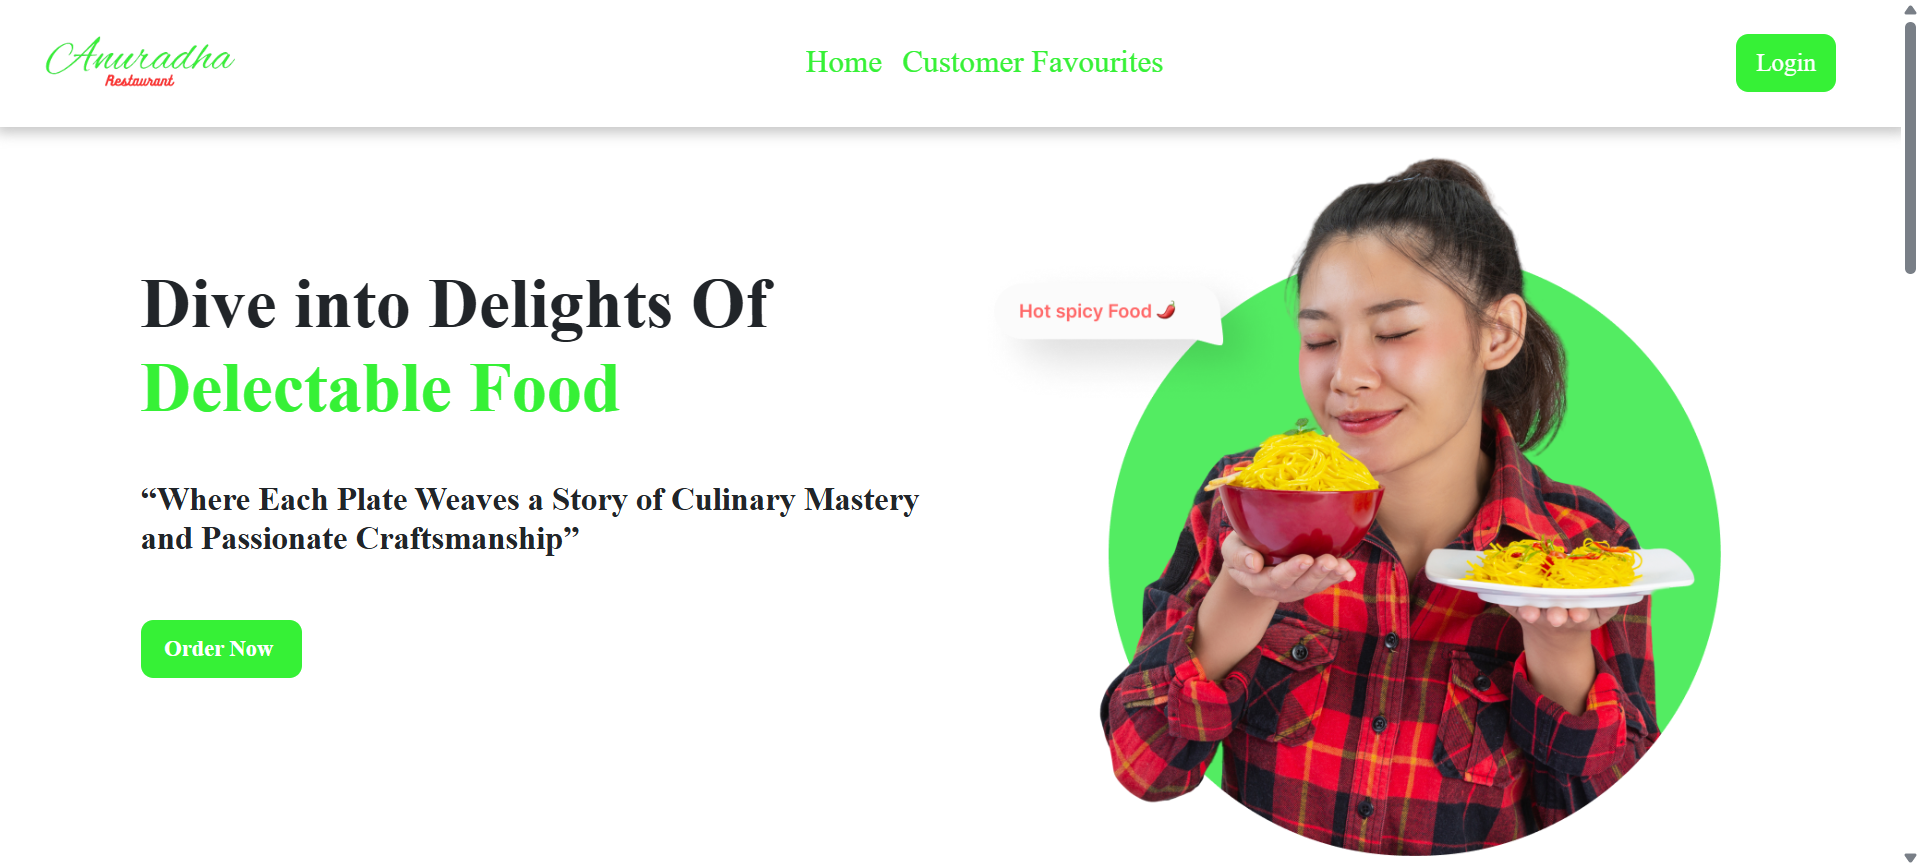 Anuradha
Restaurant
Home Customer Favourites
Login
Dive into Delights Of
Delectable Food
Hot spicy Food 🌶️
“Where Each Plate Weaves a Story of Culinary Mastery
and Passionate Craftsmanship”
Order Now